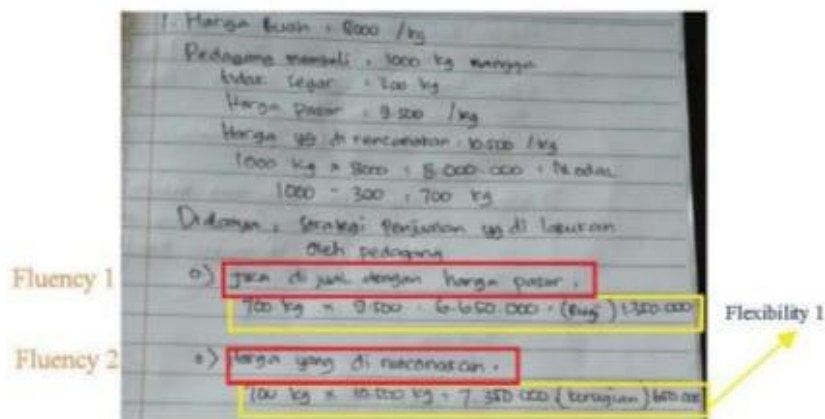 1. Harga buah = 8000 /kg
Pedagang membeli = 1000 kg mangga
tidak segar = 300 kg
Harga pasar = 9.500 /kg
Harga yg di rencanakan = 10.500 /kg
1000 kg × 8000 = 8.000.000 = Modal
1000 - 300 = 700 kg
Ditanya = strategi penjualan yg di lakukan
oleh pedagang
Fluency 1
a) Jika di jual dengan harga pasar.
700 kg × 9.500 = 6.650.000 = (Rugi) 1.350.000
Flexibility 1
Fluency 2
Harga yang di rencanakan.
700 kg × 10.500 kg = 7.350.000 (kerugian) 650.000